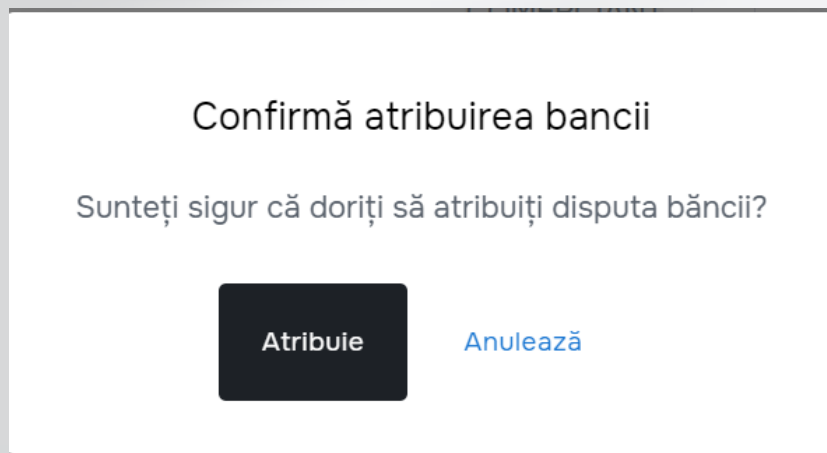 Confirmă atribuirea bancii
Sunteți sigur că doriți să atribuiți disputa băncii?
Atribuie
Anulează